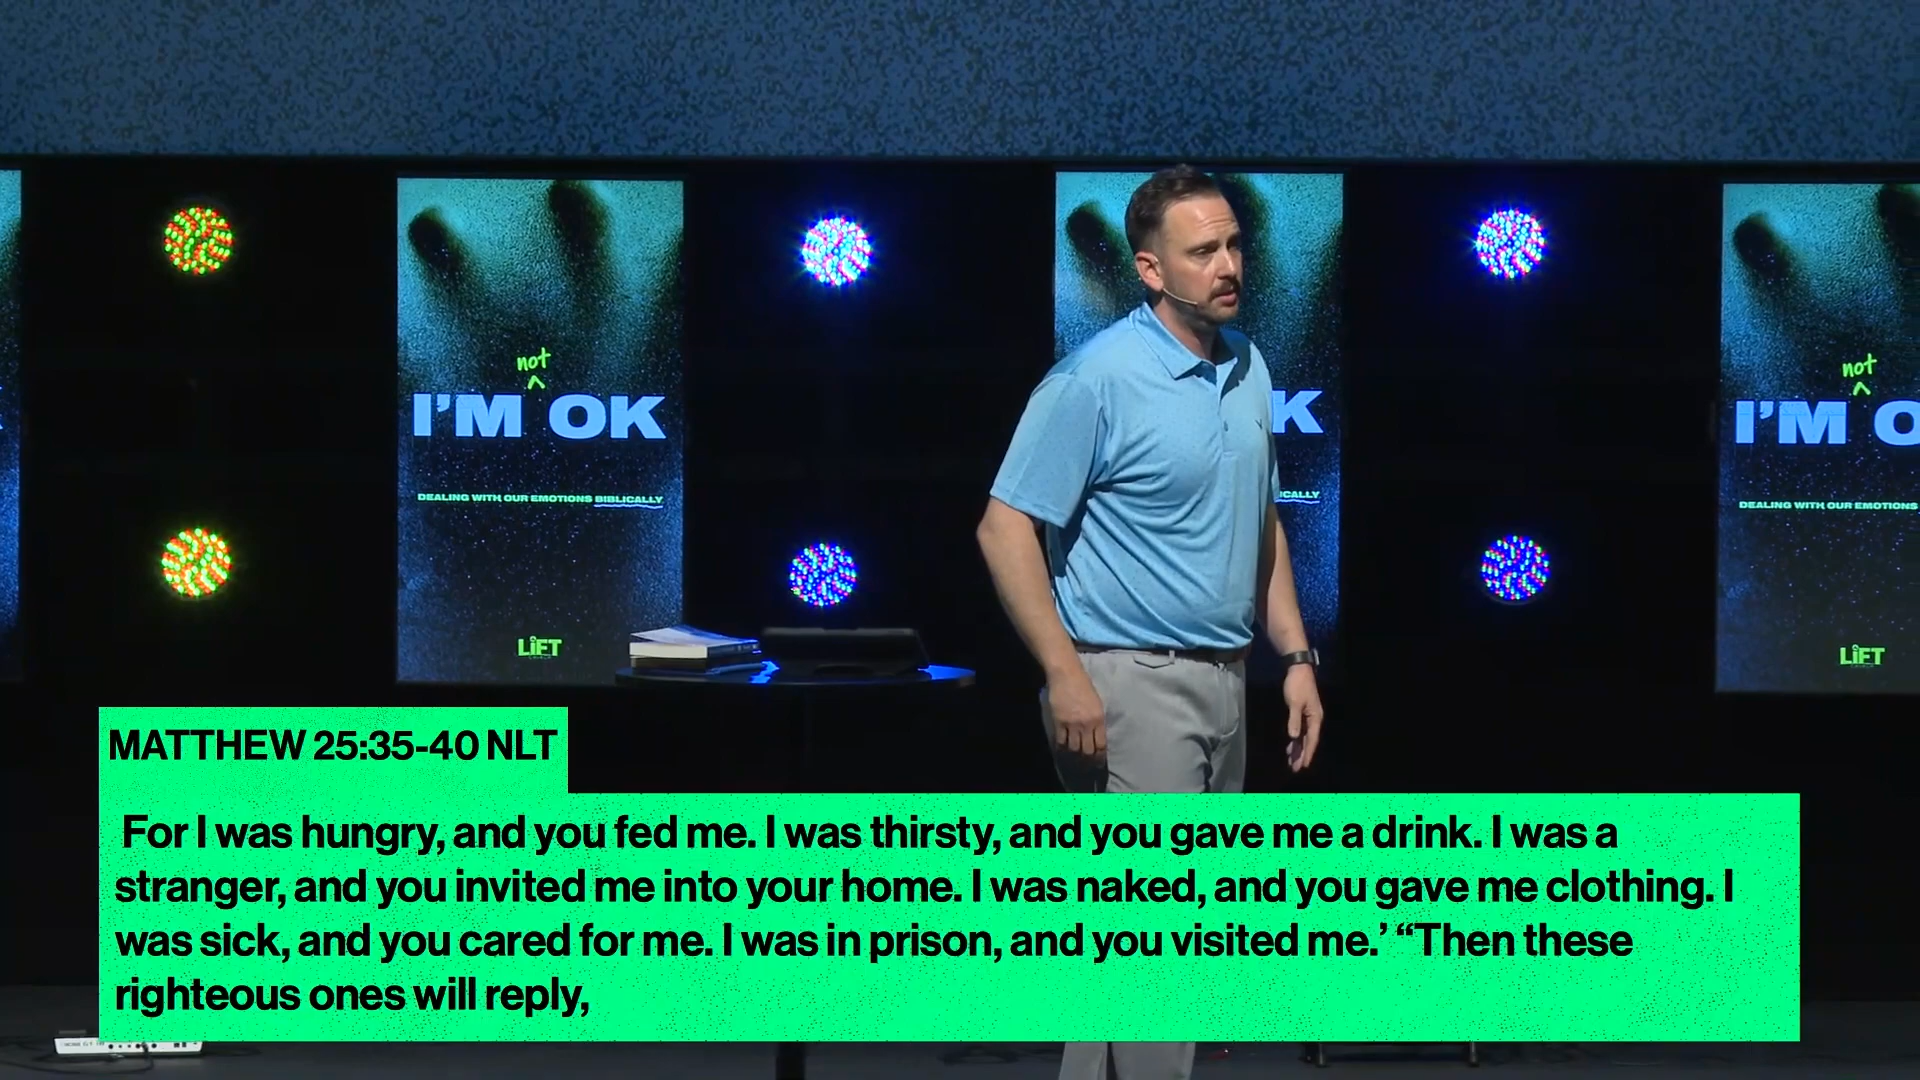 not
^
I'M OK
DEALING WITH OUR EMOTIONS BIBLICALLY
LiFT
K
ICALLY
not
^
I'M O
DEALING WITH OUR EMOTIONS
LiFT
MATTHEW 25:35-40 NLT
For I was hungry, and you fed me. I was thirsty, and you gave me a drink. I was a
stranger, and you invited me into your home. I was naked, and you gave me clothing. I
was sick, and you cared for me. I was in prison, and you visited me.’ “Then these
righteous ones will reply,